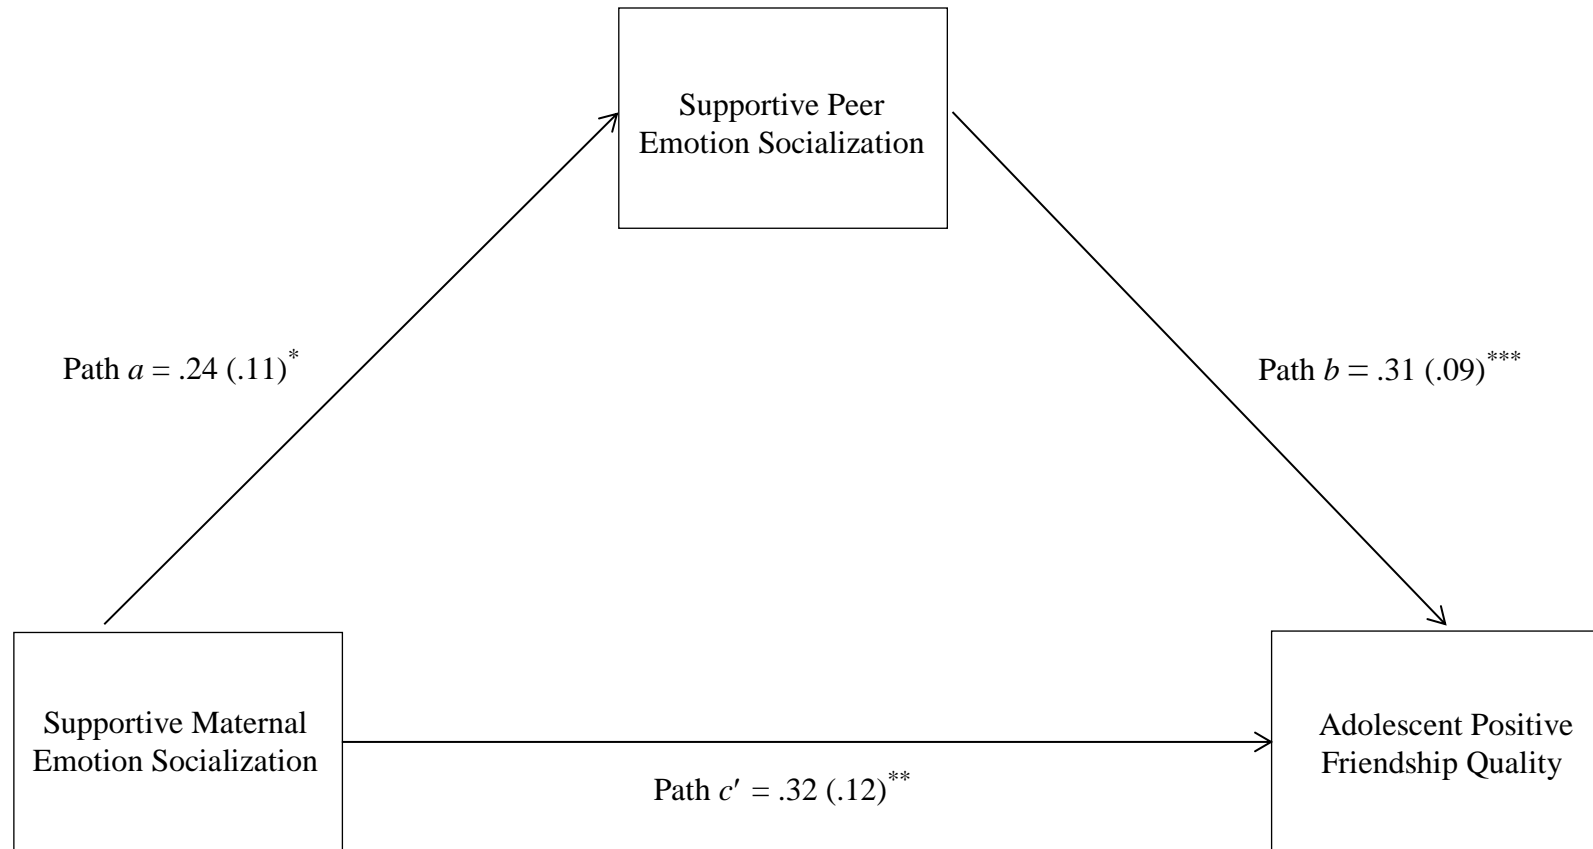 Supportive Peer
Emotion Socialization
Path a = .24 (.11)*
Path b = .31 (.09)***
Supportive Maternal
Emotion Socialization
Adolescent Positive
Friendship Quality
Path c′ = .32 (.12)**